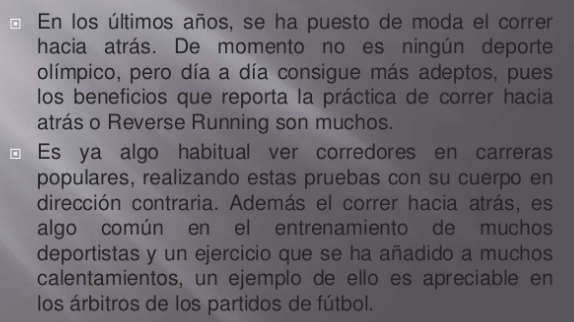 En los últimos años, se ha puesto de moda el correr
hacia atrás. De momento no es ningún deporte
olímpico, pero día a día consigue más adeptos, pues
los beneficios que reporta la práctica de correr hacia
atrás o Reverse Running son muchos.
Es ya algo habitual ver corredores en carreras
populares, realizando estas pruebas con su cuerpo en
dirección contraria. Además el correr hacia atrás, es
algo común en el entrenamiento de muchos
deportistas y un ejercicio que se ha añadido a muchos
calentamientos, un ejemplo de ello es apreciable en
los árbitros de los partidos de fútbol.